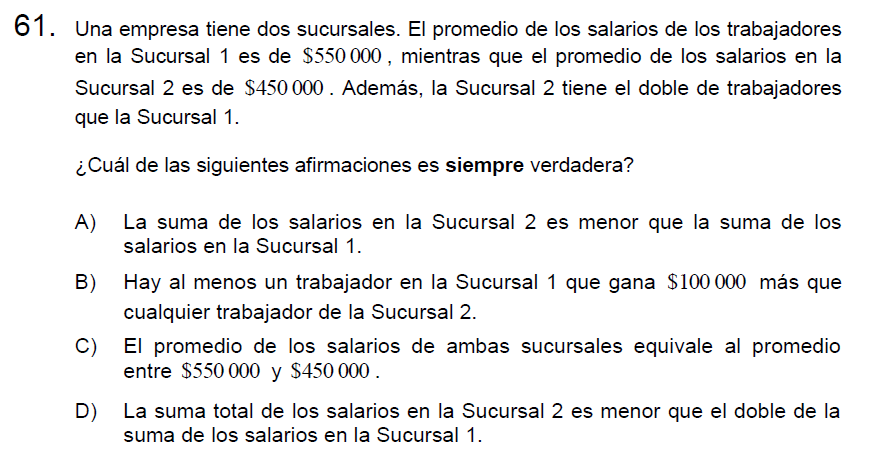 61. Una empresa tiene dos sucursales. El promedio de los salarios de los trabajadores
en la Sucursal 1 es de $550 000 , mientras que el promedio de los salarios en la
Sucursal 2 es de $450 000 . Además, la Sucursal 2 tiene el doble de trabajadores
que la Sucursal 1.
¿Cuál de las siguientes afirmaciones es siempre verdadera?
A) La suma de los salarios en la Sucursal 2 es menor que la suma de los
salarios en la Sucursal 1.
B) Hay al menos un trabajador en la Sucursal 1 que gana $100 000 más que
cualquier trabajador de la Sucursal 2.
C) El promedio de los salarios de ambas sucursales equivale al promedio
entre $550 000 y $450 000 .
D) La suma total de los salarios en la Sucursal 2 es menor que el doble de la
suma de los salarios en la Sucursal 1.